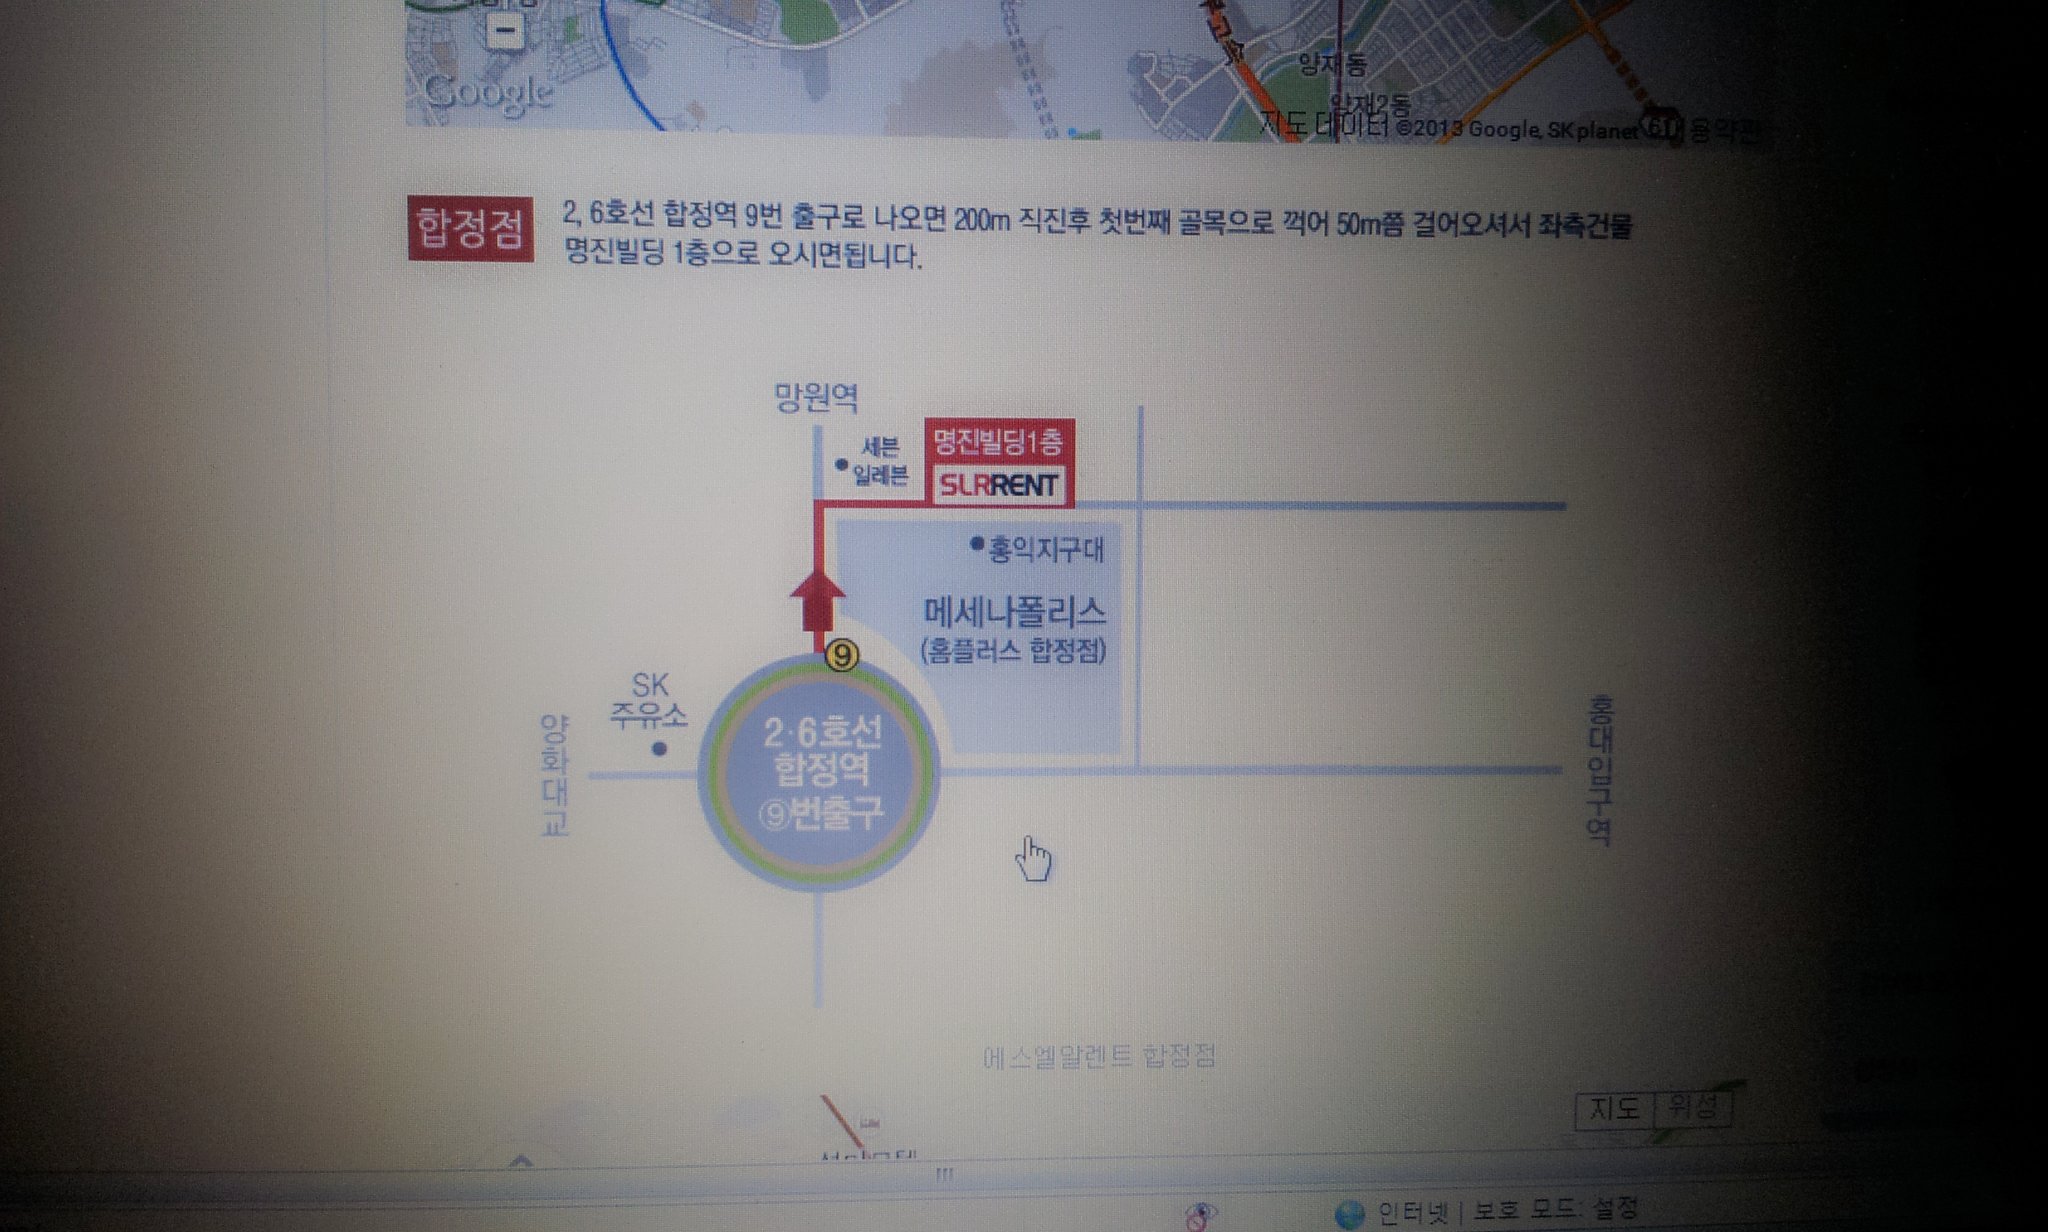 Google
양재동
양재2동
지도 데이터 ©2013 Google, SK planet
합정점
2, 6호선 합정역 9번 출구로 나오면 200m 직진후 첫번째 골목으로 꺽어 50m쯤 걸어오셔서 좌측건물
명진빌딩 1층으로 오시면됩니다.
망원역
세븐
일레븐
명진빌딩1층
SLRRENT
홍익지구대
메세나폴리스
(홈플러스 합정점)
9
SK
주유소
양화대교
2·6호선
합정역
⑨번출구
홍대입구역
에스엘알렌트 합정점
지도
위성
인터넷 | 보호 모드: 설정